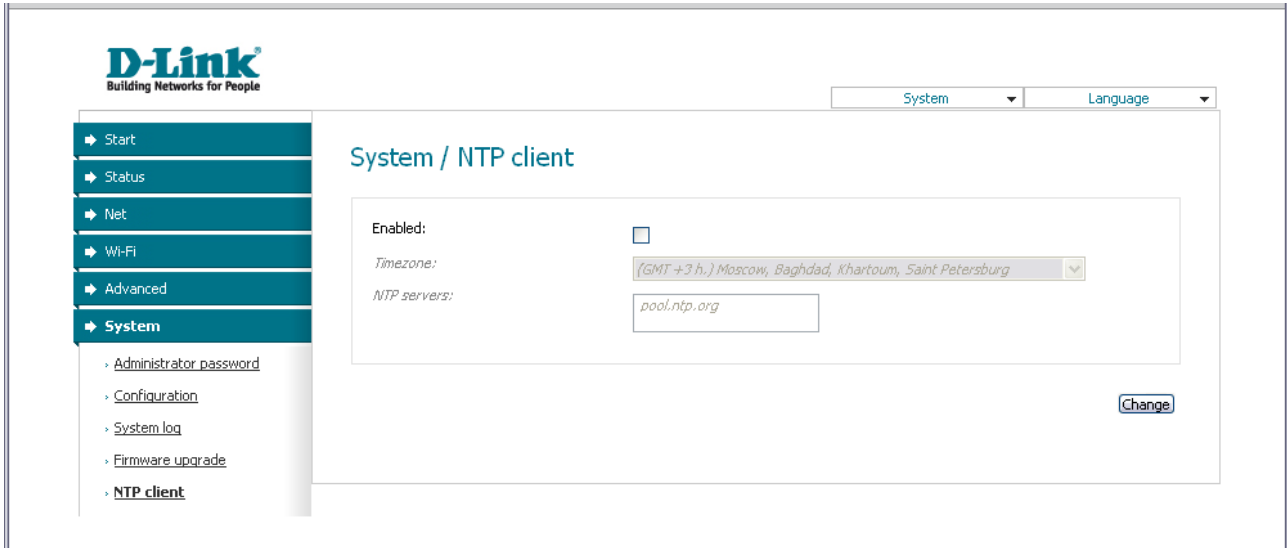 D-Link
Building Networks for People
System
Language
Start
Status
Net
Wi-Fi
Advanced
System
Administrator password
Configuration
System log
Firmware upgrade
NTP client
System / NTP client
Enabled:
Timezone:
(GMT +3 h.) Moscow, Baghdad, Khartoum, Saint Petersburg
NTP servers:
pool.ntp.org
Change